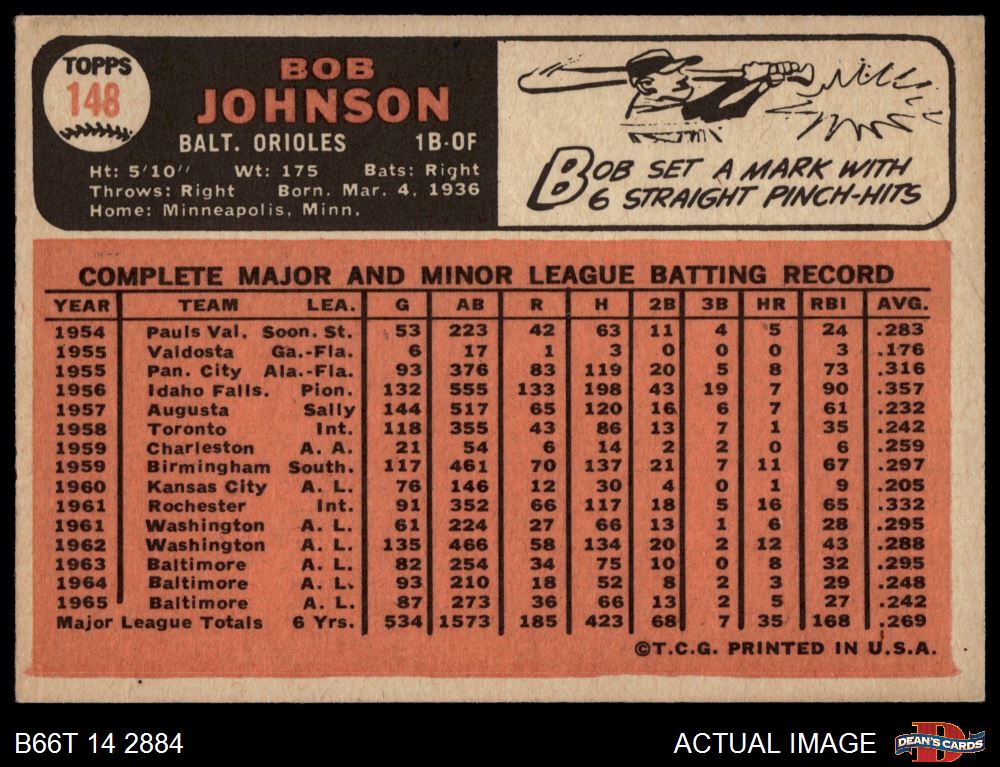 TOPPS
148
BOB
JOHNSON
BALT. ORIOLES 1B-OF
Ht: 5'10" Wt: 175 Bats: Right
Throws: Right Born. Mar. 4, 1936
Home: Minneapolis, Minn.
BOB SET A MARK WITH
6 STRAIGHT PINCH-HITS
COMPLETE MAJOR AND MINOR LEAGUE BATTING RECORD
YEAR TEAM LEA. G AB R H 2B 3B HR RBI AVG.
1954 Pauls Val. Soon. St. 53 223 42 63 11 4 5 24 .283
1955 Valdosta Ga.-Fla. 6 17 1 3 0 0 0 3 .176
1955 Pan. City Ala.-Fla. 93 376 83 119 20 5 8 73 .316
1956 Idaho Falls. Pion. 132 555 133 198 43 19 7 90 .357
1957 Augusta Sally 144 517 65 120 16 6 7 61 .232
1958 Toronto Int. 118 355 43 86 13 7 1 35 .242
1959 Charleston A. A. 21 54 6 14 2 2 0 6 .259
1959 Birmingham South. 117 461 70 137 21 7 11 67 .297
1960 Kansas City A. L. 76 146 12 30 4 0 1 9 .205
1961 Rochester Int. 91 352 66 117 18 5 16 65 .332
1961 Washington A. L. 61 224 27 66 13 1 6 28 .295
1962 Washington A. L. 135 466 58 134 20 2 12 43 .288
1963 Baltimore A. L. 82 254 34 75 10 0 8 32 .295
1964 Baltimore A. L. 93 210 18 52 8 2 3 29 .248
1965 Baltimore A. L. 87 273 36 66 13 2 5 27 .242
Major League Totals 6 Yrs. 534 1573 185 423 68 7 35 168 .269
©T.C.G. PRINTED IN U.S.A.
B66T 14 2884 ACTUAL IMAGE
D
DEAN'S CARDS